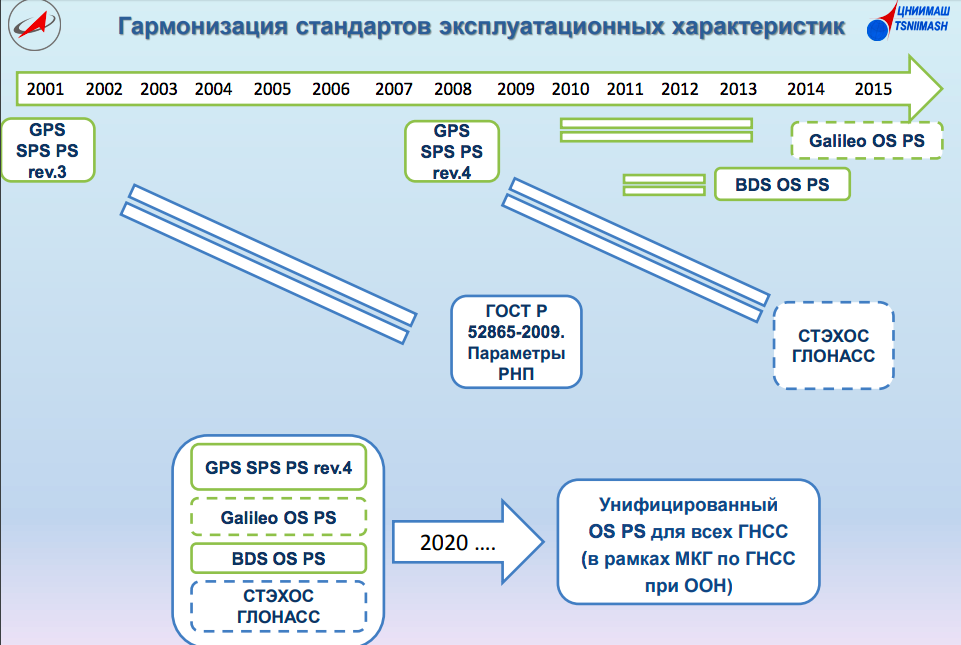 Гармонизация стандартов эксплуатационных характеристик
ЦНИИМАШ
TSNIIMASH
2001 2002 2003 2004 2005 2006 2007 2008 2009 2010 2011 2012 2013 2014 2015
GPS
SPS PS
rev.3
GPS
SPS PS
rev.4
Galileo OS PS
BDS OS PS
ГОСТ Р
52865-2009.
Параметры
РНП
СТЭХОС
ГЛОНАСС
GPS SPS PS rev.4
Galileo OS PS
BDS OS PS
СТЭХОС
ГЛОНАСС
2020 ....
Унифицированный
OS PS для всех ГНСС
(в рамках МКГ по ГНСС
при ООН)